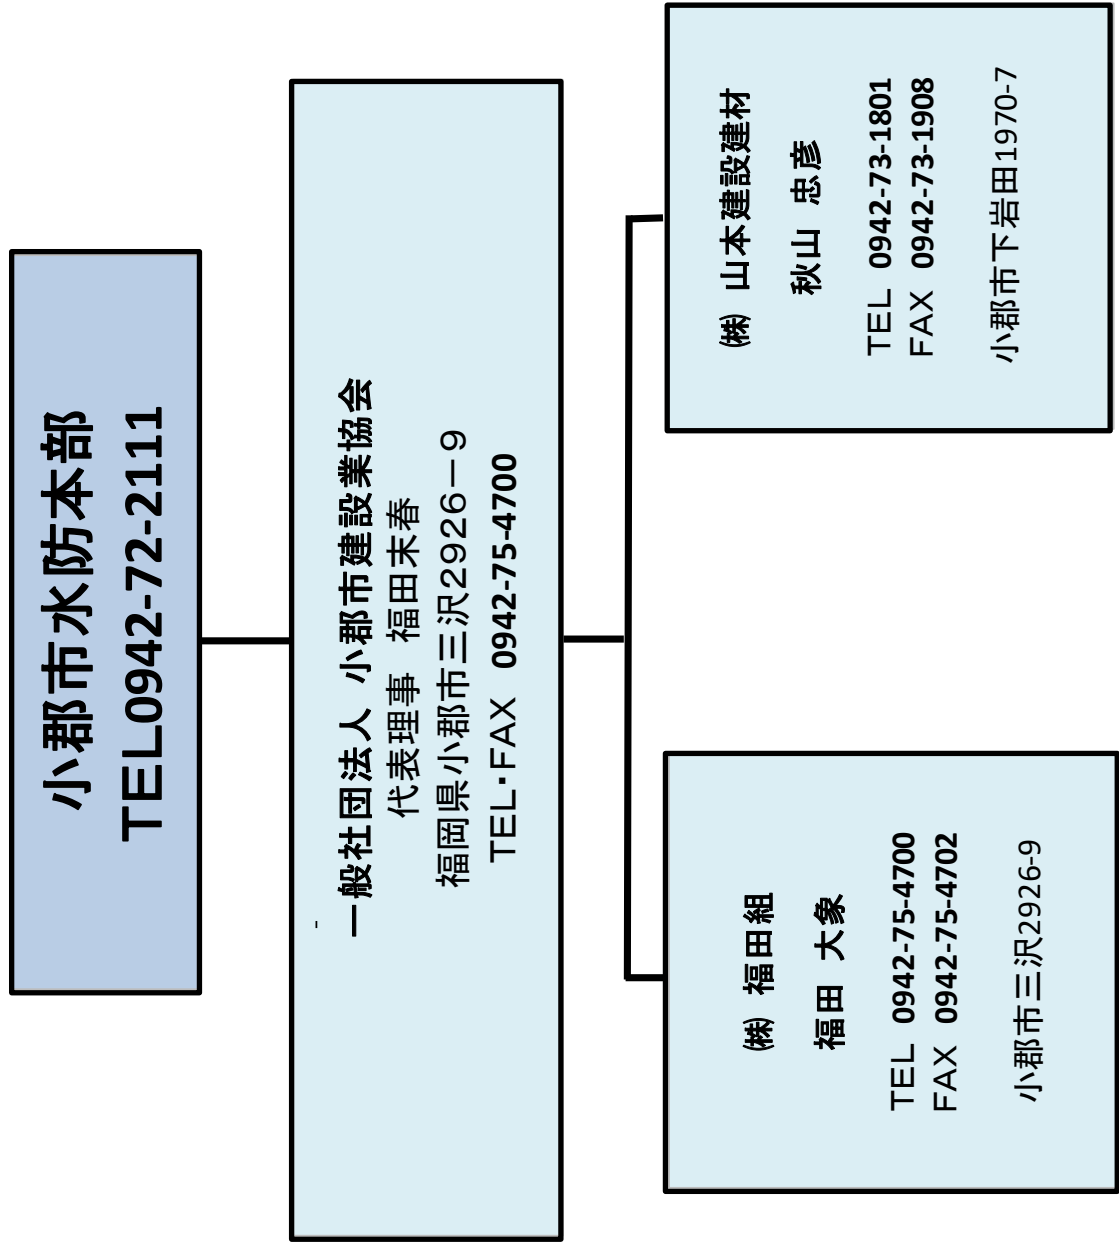 小郡市水防本部
TEL0942-72-2111
一般社団法人 小郡市建設業協会
代表理事 福田末春
福岡県小郡市三沢2926－9
TEL・FAX 0942-75-4700
㈱ 福田組
福田 大象
TEL 0942-75-4700
FAX 0942-75-4702
小郡市三沢2926-9
㈱ 山本建設建材
秋山 忠彦
TEL 0942-73-1801
FAX 0942-73-1908
小郡市下岩田1970-7